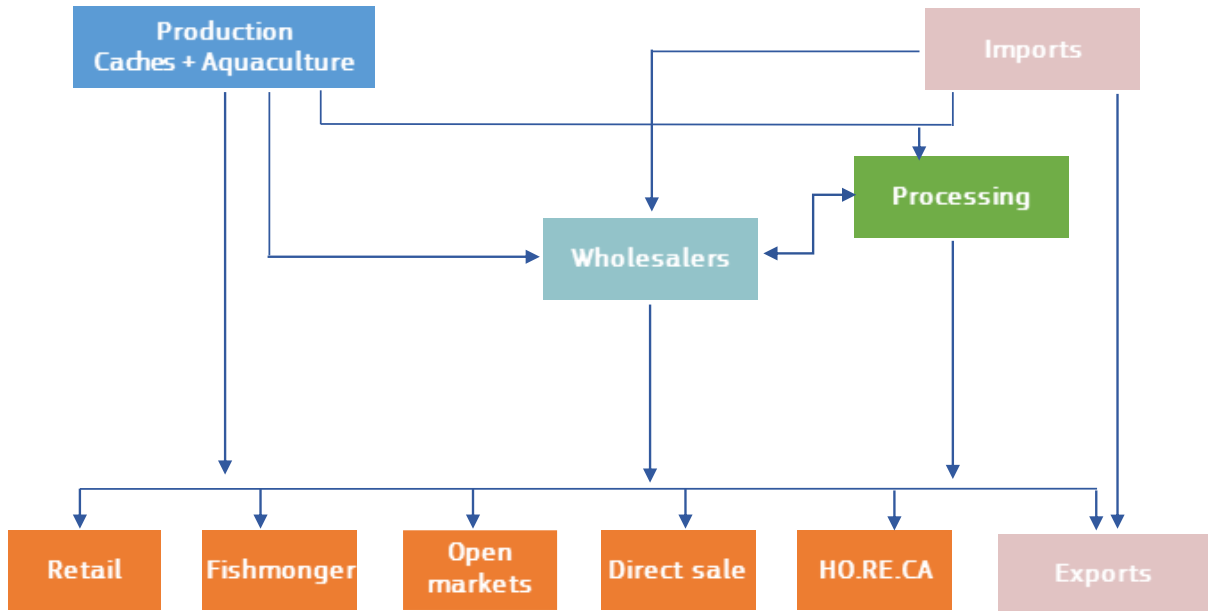 Production
Caches + Aquaculture
Imports
Processing
Wholesalers
Retail
Fishmonger
Open
markets
Direct sale
HO.RE.CA
Exports